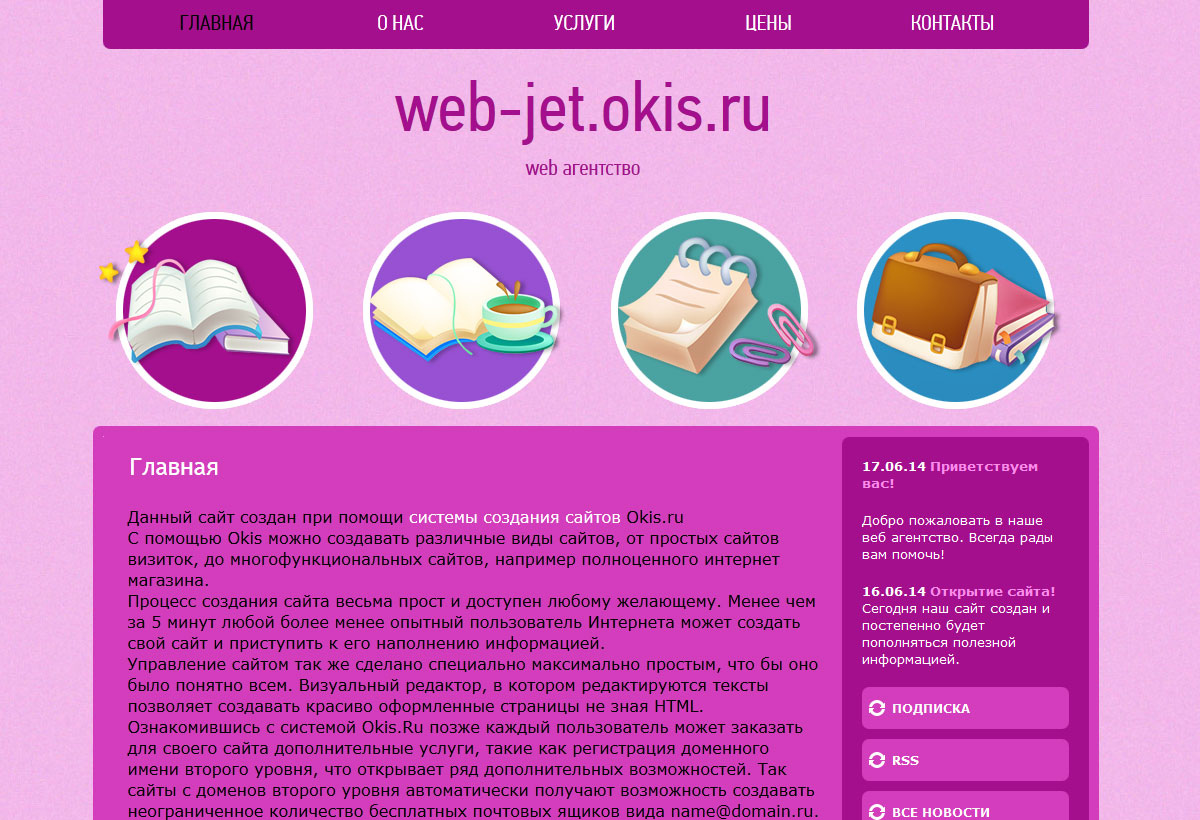 ГЛАВНАЯ О НАС УСЛУГИ ЦЕНЫ КОНТАКТЫ
web-jet.okis.ru
web агентство
Главная
Данный сайт создан при помощи системы создания сайтов Okis.ru
С помощью Okis можно создавать различные виды сайтов, от простых сайтов
визиток, до многофункциональных сайтов, например полноценного интернет
магазина.
Процесс создания сайта весьма прост и доступен любому желающему. Менее чем
за 5 минут любой более менее опытный пользователь Интернета может создать
свой сайт и приступить к его наполнению информацией.
Управление сайтом так же сделано специально максимально простым, что бы оно
было понятно всем. Визуальный редактор, в котором редактируются тексты
позволяет создавать красиво оформленные страницы не зная HTML.
Ознакомившись с системой Okis.Ru позже каждый пользователь может заказать
для своего сайта дополнительные услуги, такие как регистрация доменного
имени второго уровня, что открывает ряд дополнительных возможностей. Так
сайты с доменов второго уровня автоматически получают возможность создавать
неограниченное количество бесплатных почтовых ящиков вида name@domain.ru.
17.06.14 Приветствуем
вас!
Добро пожаловать в наше
веб агентство. Всегда рады
вам помочь!
16.06.14 Открытие сайта!
Сегодня наш сайт создан и
постепенно будет
пополняться полезной
информацией.
ПОДПИСКА
RSS
ВСЕ НОВОСТИ